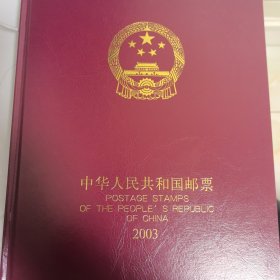 中华人民共和国邮票
POSTAGE STAMPS
OF THE PEOPLE'S REPUBLIC
OF CHINA
2003